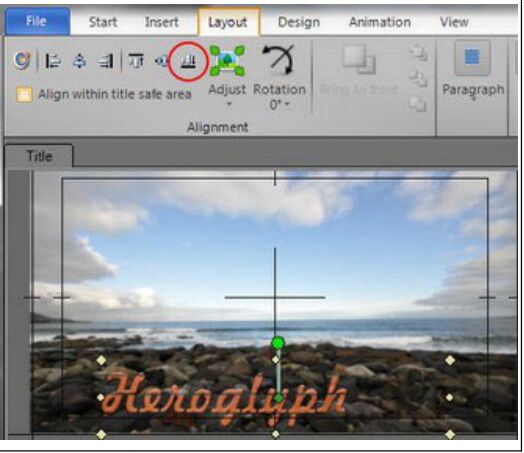 File Start Insert Layout Design Animation View
Align within title safe area
Adjust Rotation Bring to front Paragraph
0°
Alignment
Title
Heroglyph